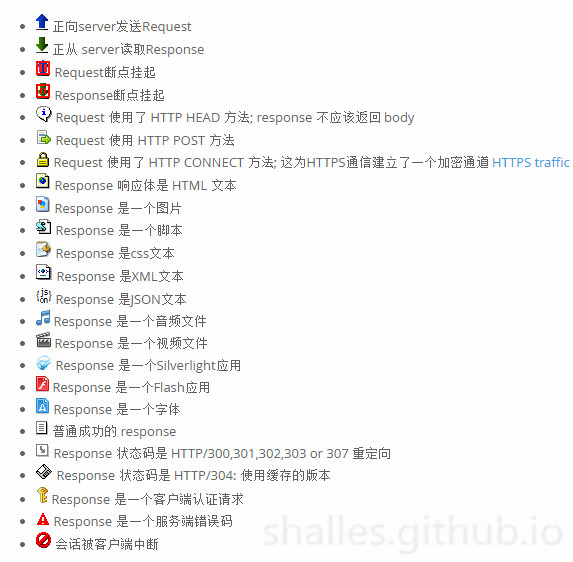 正向server发送Request
正从 server读取Response
Request断点挂起
Response断点挂起
Request 使用了 HTTP HEAD 方法; response 不应该返回 body
Request 使用 HTTP POST 方法
Request 使用了 HTTP CONNECT 方法; 这为HTTPS通信建立了一个加密通道 HTTPS traffic
Response 响应体是 HTML 文本
Response 是一个图片
Response 是一个脚本
Response 是css文本
Response 是XML文本
{js on} Response 是JSON文本
Response 是一个音频文件
Response 是一个视频文件
Response 是一个Silverlight应用
Response 是一个Flash应用
A Response 是一个字体
普通成功的 response
Response 状态码是 HTTP/300,301,302,303 or 307 重定向
Response 状态码是 HTTP/304: 使用缓存的版本
Response 是一个客户端认证请求
Response 是一个服务端错误码
会话被客户端中断
shalles.github.io